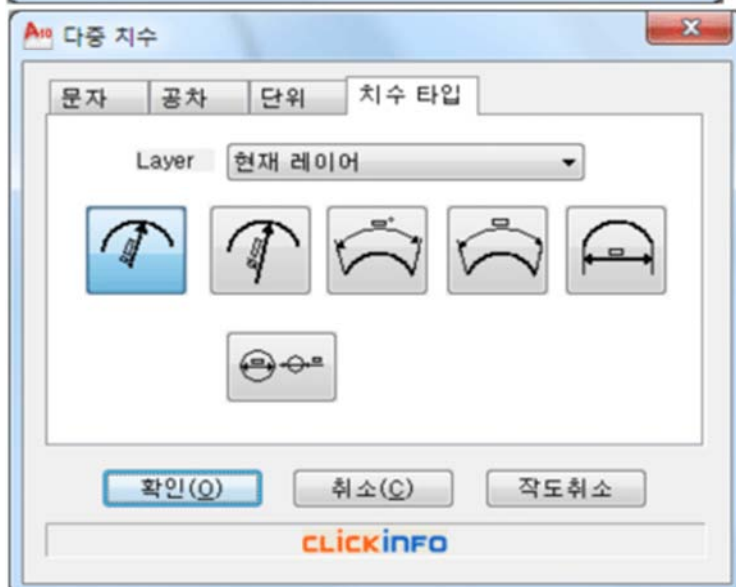 A10 다중 치수
문자 공차 단위 치수 타입
Layer 현재 레이어
확인(O) 취소(C) 작도취소
CLICKINFO